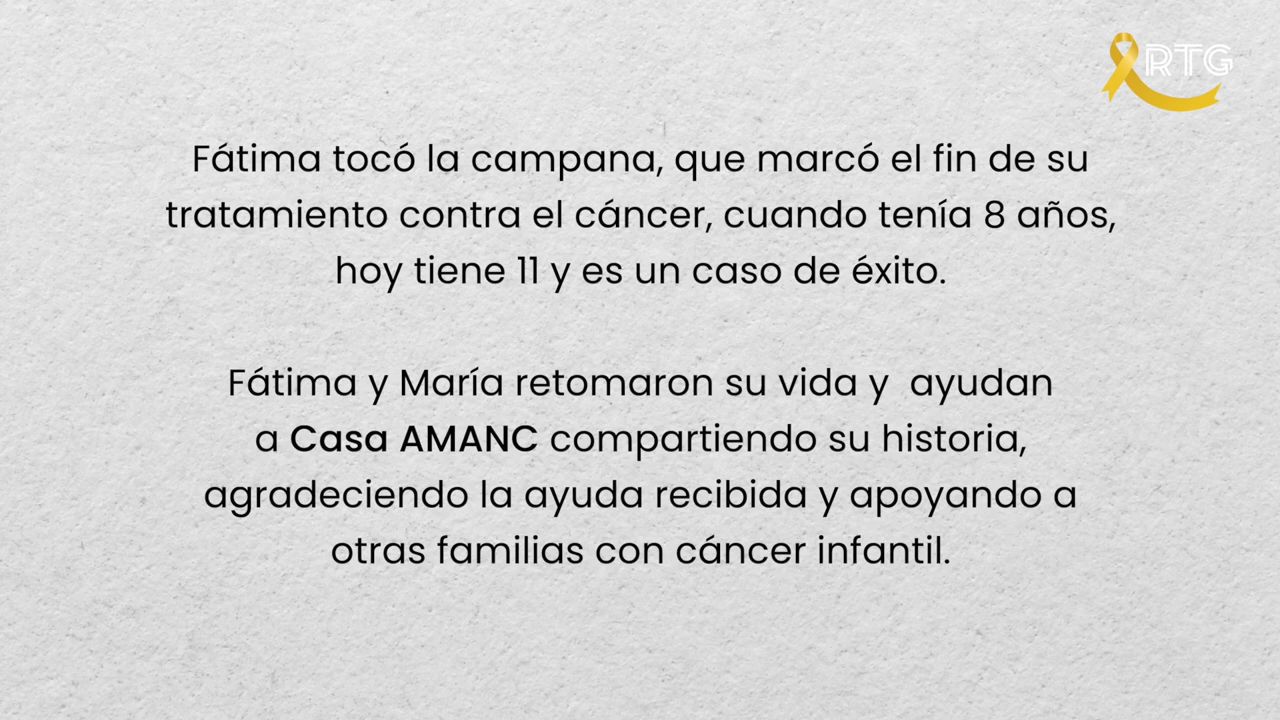 RTG
Fátima tocó la campana, que marcó el fin de su
tratamiento contra el cáncer, cuando tenía 8 años,
hoy tiene 11 y es un caso de éxito.
Fátima y María retomaron su vida y  ayudan
a Casa AMANC compartiendo su historia,
agradeciendo la ayuda recibida y apoyando a
otras familias con cáncer infantil.